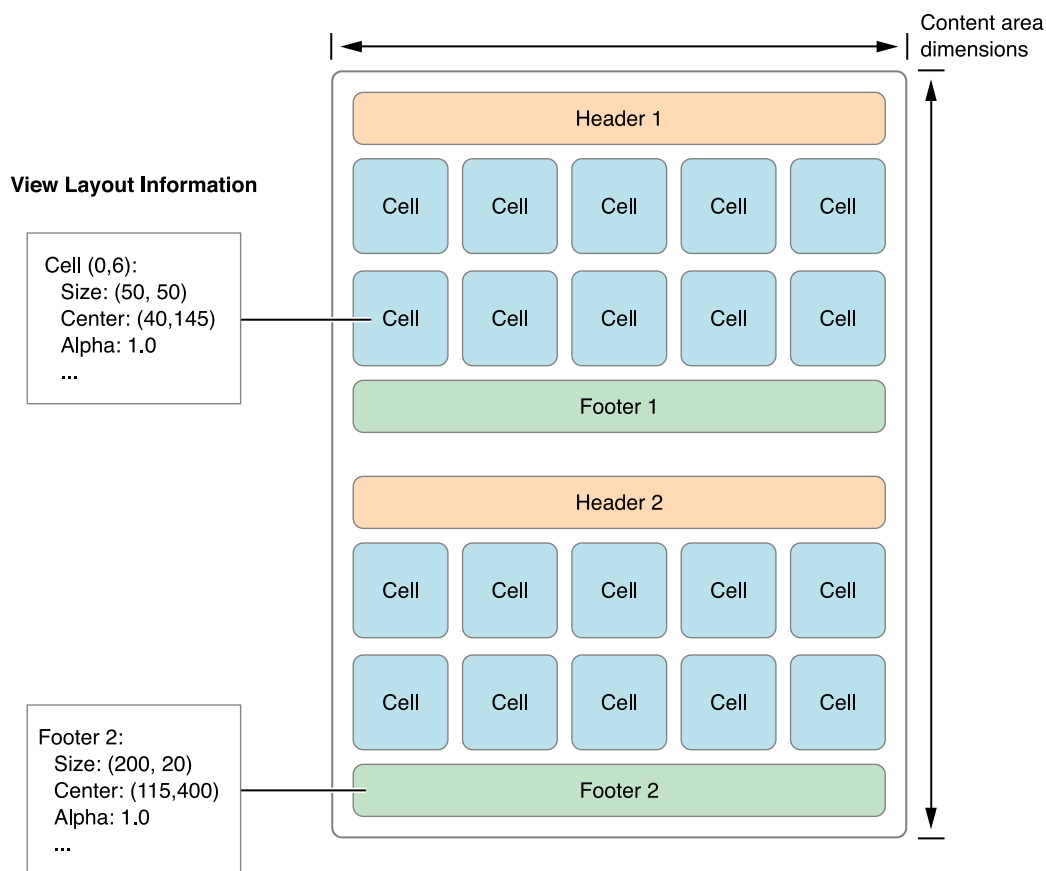 Content area
dimensions
Header 1
View Layout Information
Cell Cell Cell Cell Cell
Cell (0,6):
Size: (50, 50)
Center: (40,145)
Alpha: 1.0
...
Cell Cell Cell Cell Cell
Footer 1
Header 2
Cell Cell Cell Cell Cell
Cell Cell Cell Cell Cell
Footer 2:
Size: (200, 20)
Center: (115,400)
Alpha: 1.0
...
Footer 2